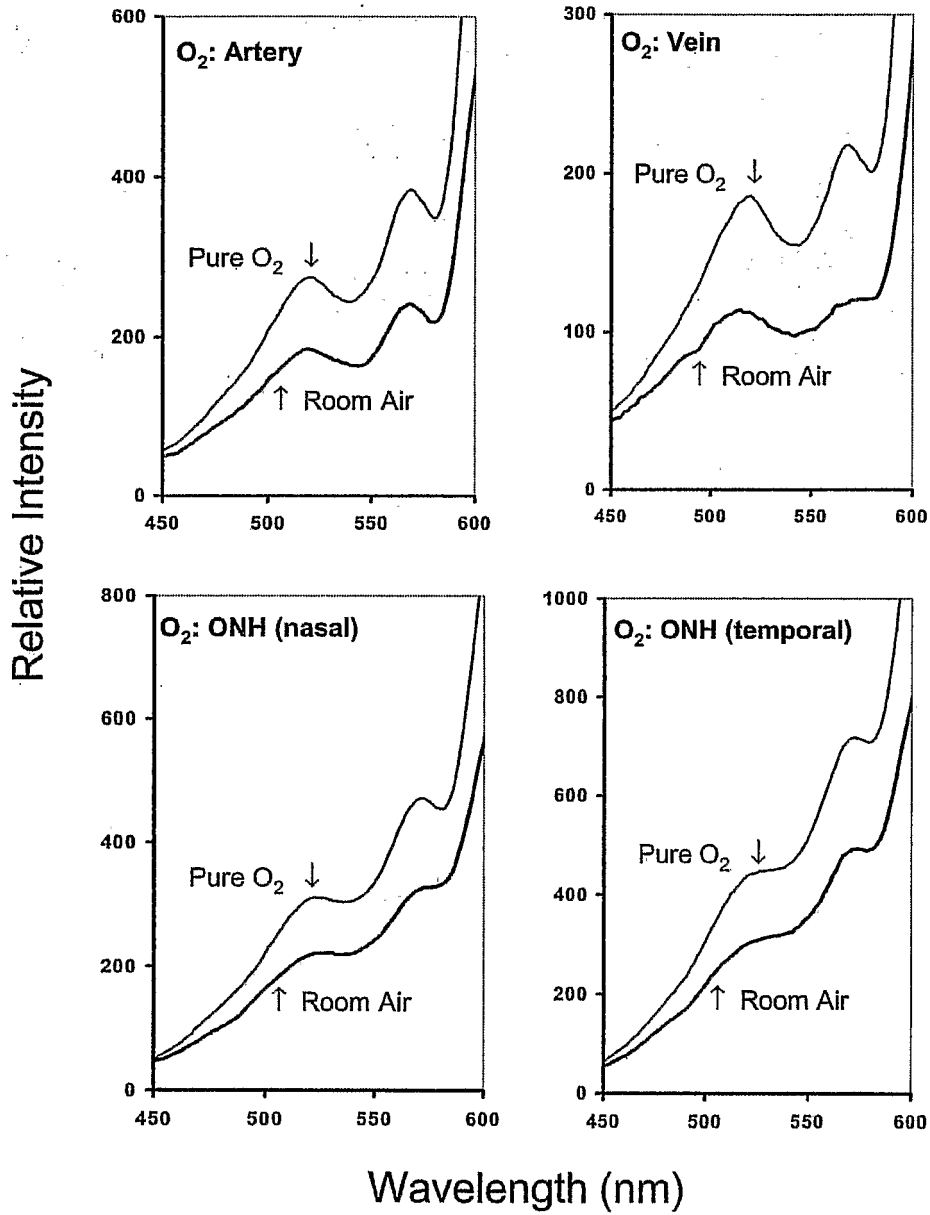 Relative Intensity
600
400
200
0
450 500 550 600
O₂: Artery
Pure O₂ ↓
↑ Room Air
300
200
100
0
450 500 550 600
O₂: Vein
Pure O₂ ↓
↑ Room Air
800
600
400
200
0
450 500 550 600
O₂: ONH (nasal)
Pure O₂ ↓
↑ Room Air
1000
800
600
400
200
0
450 500 550 600
O₂: ONH (temporal)
Pure O₂ ↓
↑ Room Air
Wavelength (nm)